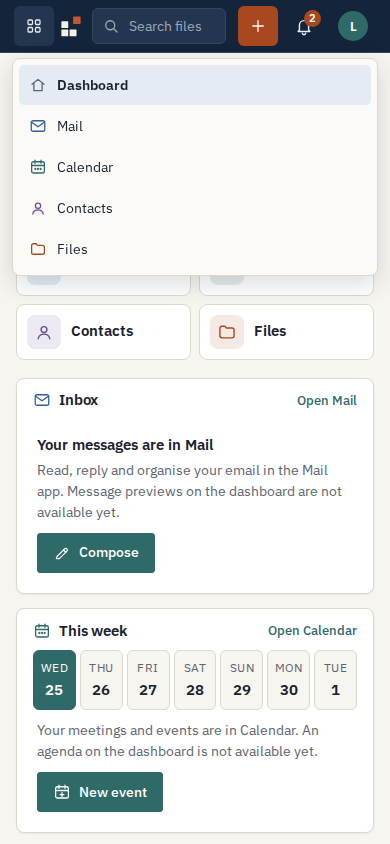 Search files
2
L
Dashboard
Mail
Calendar
Contacts
Files
Contacts
Files
Inbox
Open Mail
Your messages are in Mail
Read, reply and organise your email in the Mail
app. Message previews on the dashboard are not
available yet.
Compose
This week
Open Calendar
WED THU FRI SAT SUN MON TUE
25 26 27 28 29 30 1
Your meetings and events are in Calendar. An
agenda on the dashboard is not available yet.
New event